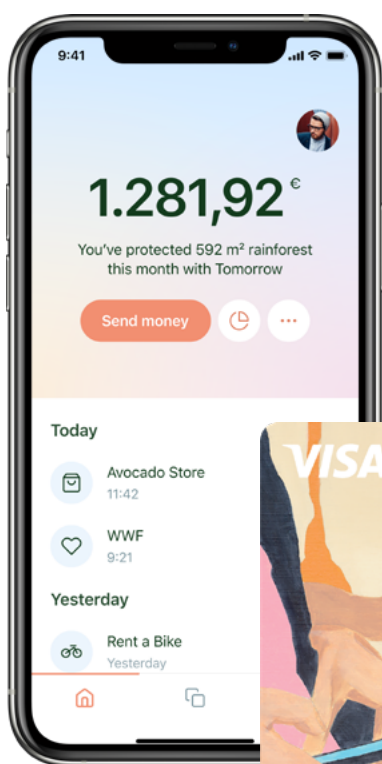 9:41
1.281,92 €
You've protected 592 m² rainforest
this month with Tomorrow
Send money
Today
Avocado Store
11:42
WWF
9:21
Yesterday
Rent a Bike
Yesterday
VISA